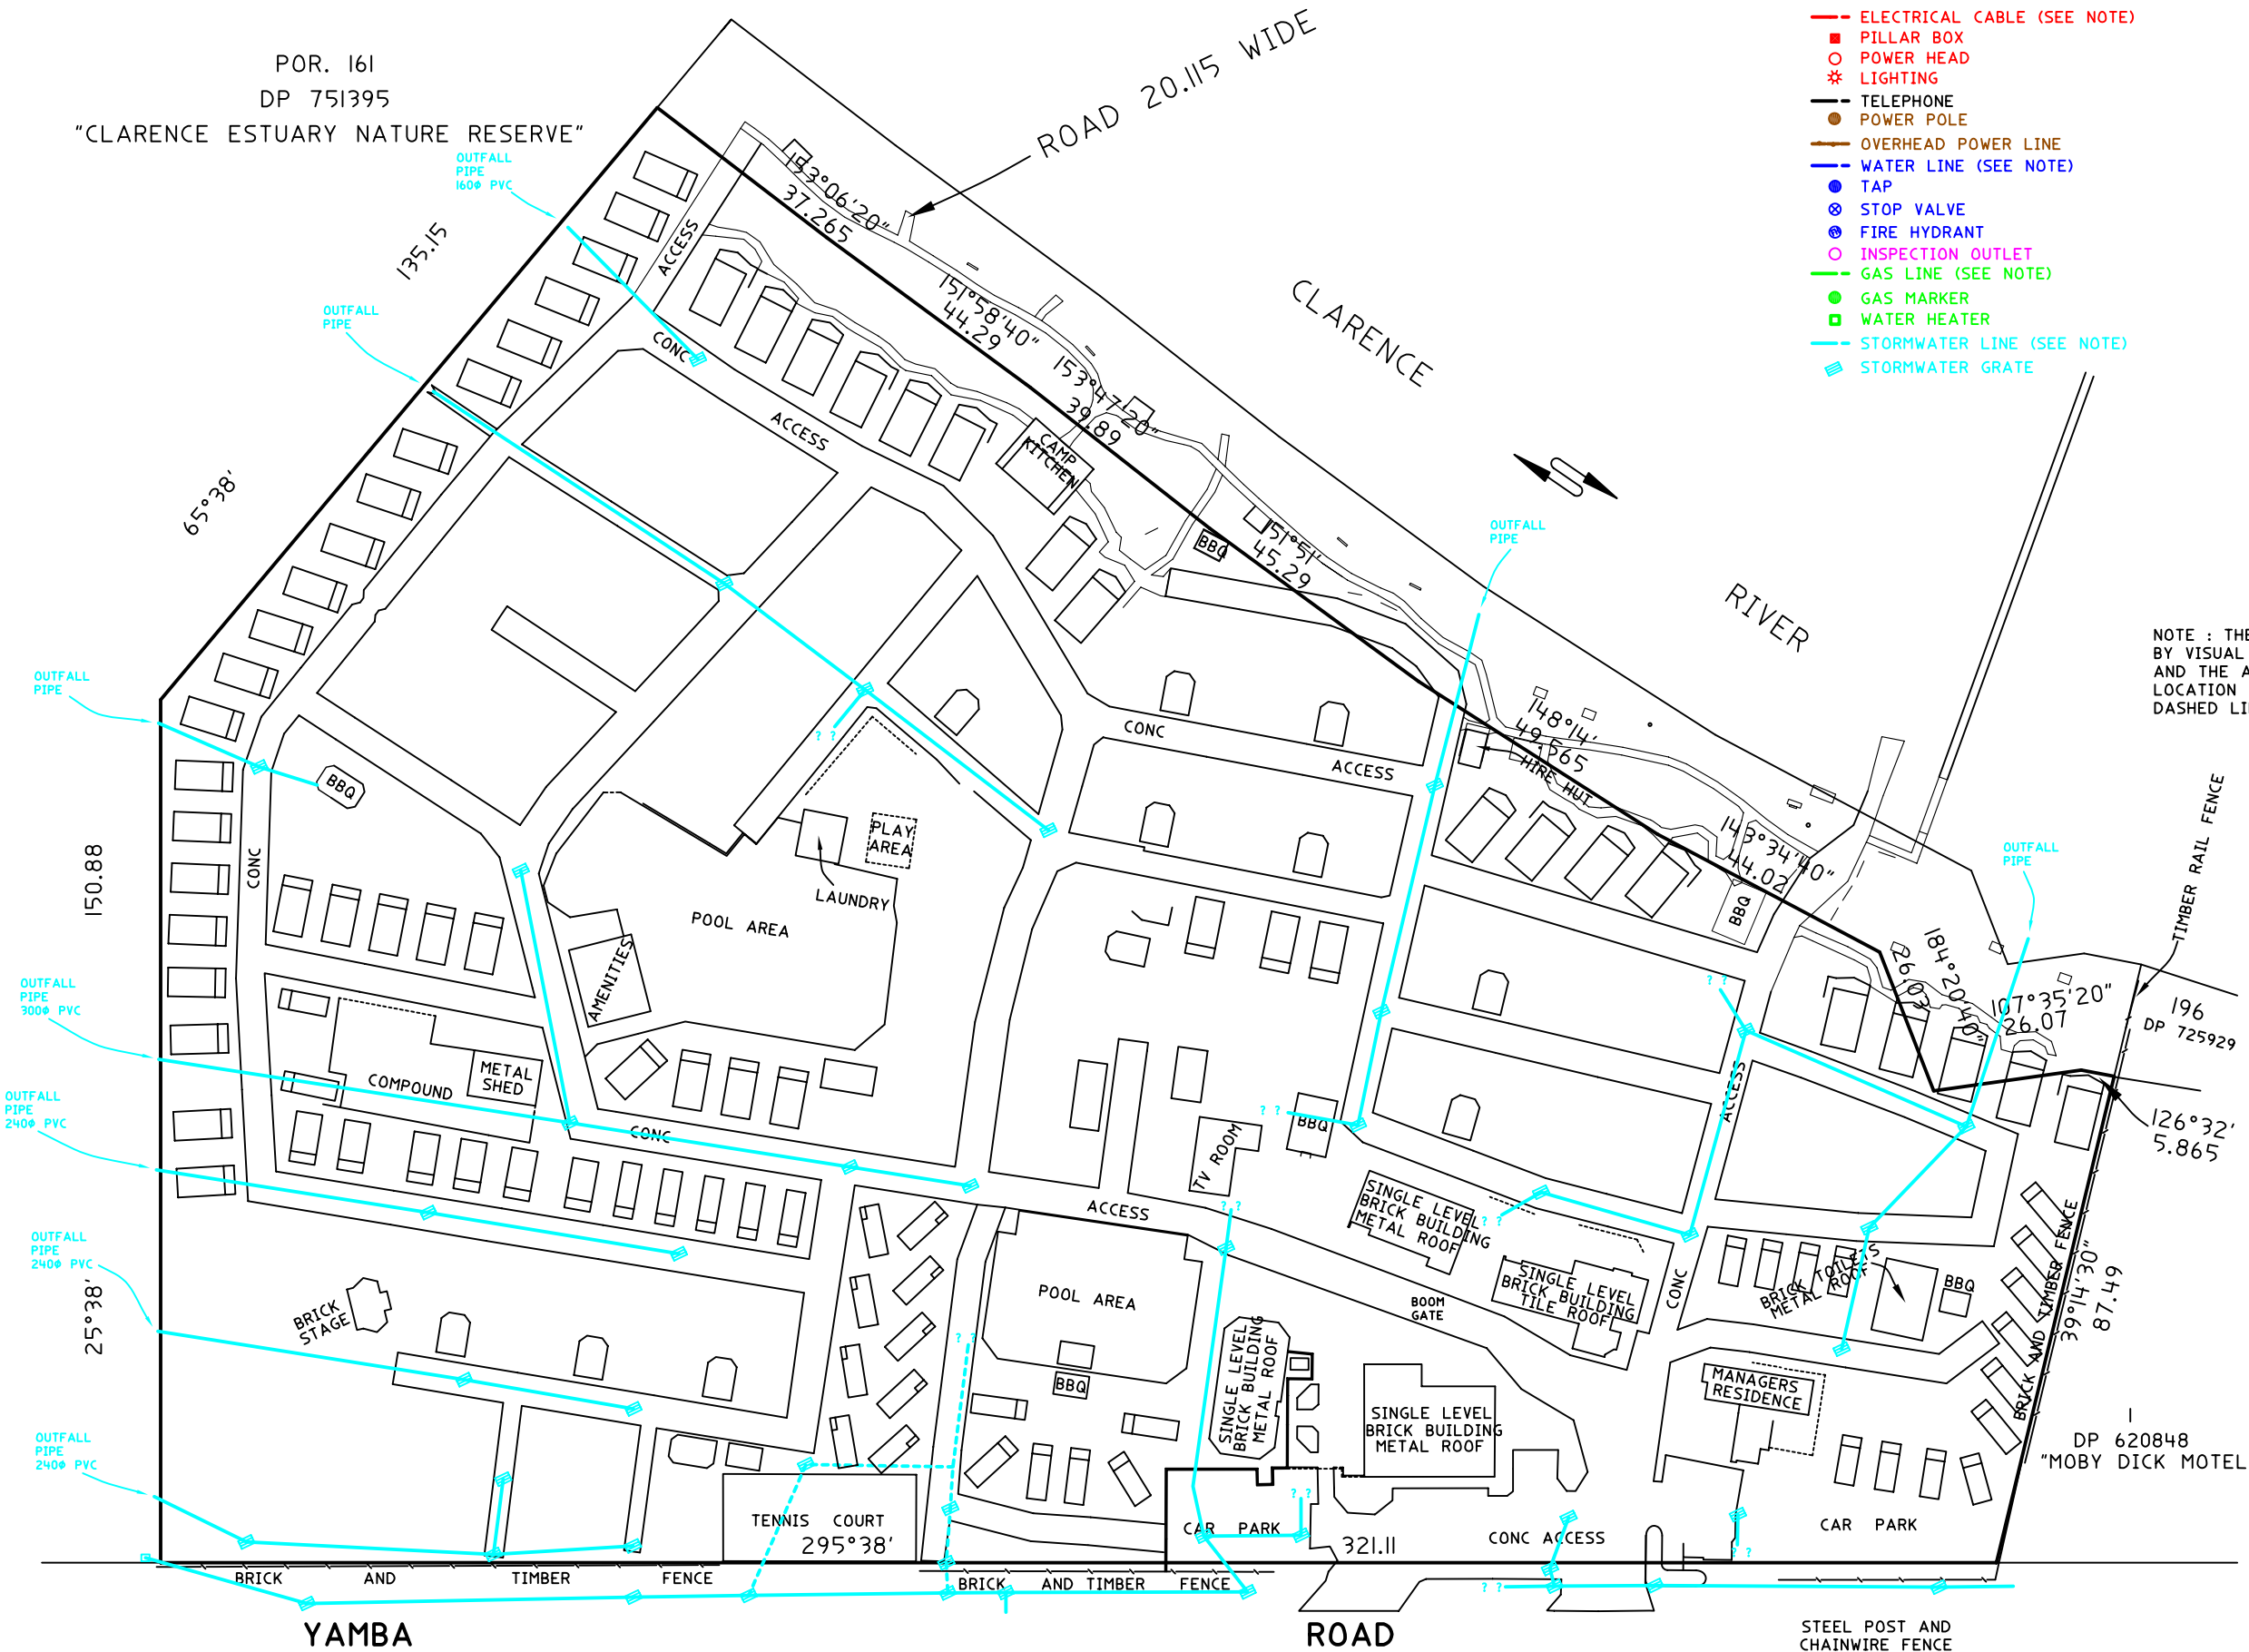 POR. 161
DP 751395
"CLARENCE ESTUARY NATURE RESERVE"
ROAD 20.115 WIDE
ELECTRICAL CABLE (SEE NOTE)
PILLAR BOX
POWER HEAD
LIGHTING
TELEPHONE
POWER POLE
OVERHEAD POWER LINE
WATER LINE (SEE NOTE)
TAP
STOP VALVE
FIRE HYDRANT
INSPECTION OUTLET
GAS LINE (SEE NOTE)
GAS MARKER
WATER HEATER
STORMWATER LINE (SEE NOTE)
STORMWATER GRATE
OUTFALL
PIPE
160Φ PVC
135.15
ACCESS
153°06'20"
37.265
OUTFALL
PIPE
CONC
151°58'40"
44.29
CLARENCE
153°47'20"
39.89
ACCESS
CAMP
KITCHEN
65°38'
BBQ
151°51'
45.29
OUTFALL
PIPE
RIVER
NOTE : THE
BY VISUAL
AND THE A
LOCATION
DASHED LI
OUTFALL
PIPE
? ?
CONC
ACCESS
148°14'
49.565
HIRE HUT
BBQ
TIMBER RAIL FENCE
150.88
CONC
PLAY
AREA
LAUNDRY
143°34'40"
44.02
BBQ
OUTFALL
PIPE
POOL AREA
AMENITIES
184°20'40"
26.03
107°35'20"
26.07
196
DP 725929
OUTFALL
PIPE
300Φ PVC
? ?
METAL
SHED
COMPOUND
OUTFALL
PIPE
240Φ PVC
CONC
? ?
BBQ
TV ROOM
ACCESS
126°32'
5.865
ACCESS
? ?
SINGLE LEVEL
BRICK BUILDING
METAL ROOF
? ?
OUTFALL
PIPE
240Φ PVC
25°38'
BRICK
STAGE
POOL AREA
BOOM
GATE
SINGLE LEVEL
BRICK BUILDING
TILE ROOF
CONC
BRICK TOILETS
METAL ROOF
BBQ
BRICK AND TIMBER FENCE
39°14'30"
87.49
? ?
BBQ
SINGLE LEVEL
BRICK BUILDING
METAL ROOF
SINGLE LEVEL
BRICK BUILDING
METAL ROOF
MANAGERS
RESIDENCE
1
DP 620848
"MOBY DICK MOTEL
OUTFALL
PIPE
240Φ PVC
? ?
TENNIS COURT
295°38'
CAR PARK
321.11
CONC ACCESS
? ?
CAR PARK
BRICK AND TIMBER FENCE
BRICK AND TIMBER FENCE
? ?
YAMBA ROAD
STEEL POST AND
CHAINWIRE FENCE